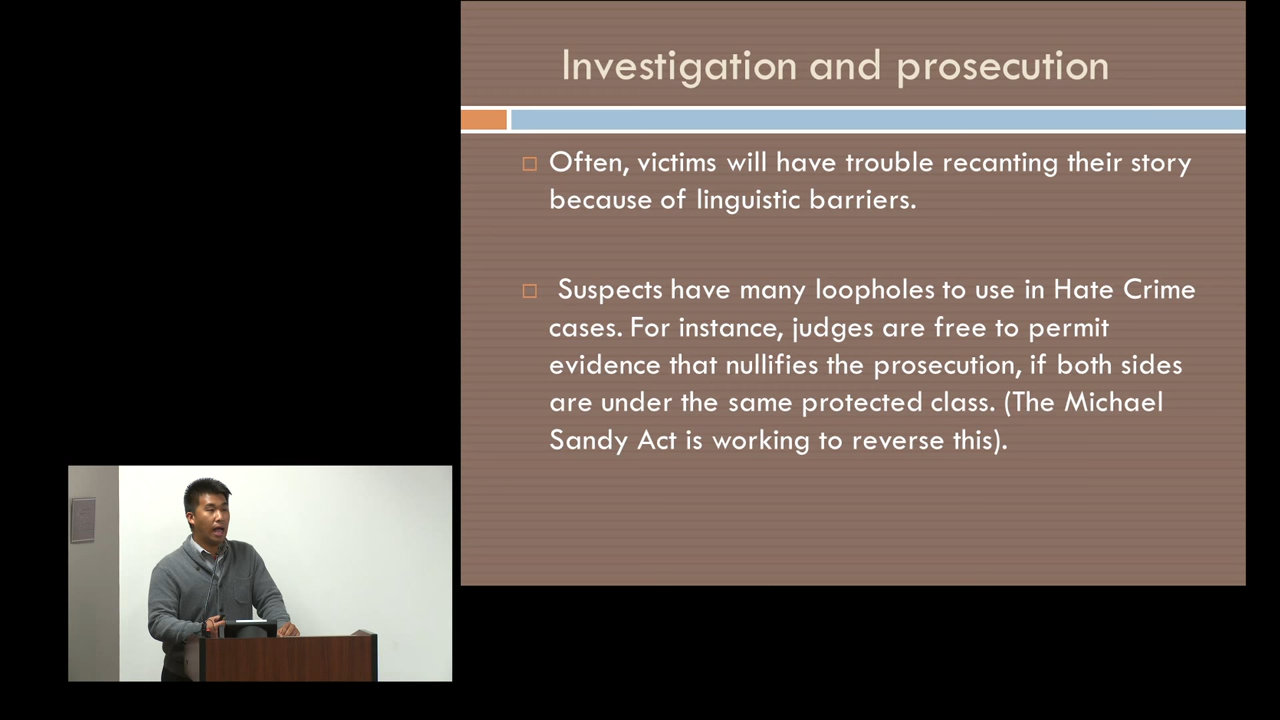 Investigation and prosecution
Often, victims will have trouble recanting their story
because of linguistic barriers.
Suspects have many loopholes to use in Hate Crime
cases. For instance, judges are free to permit
evidence that nullifies the prosecution, if both sides
are under the same protected class. (The Michael
Sandy Act is working to reverse this).